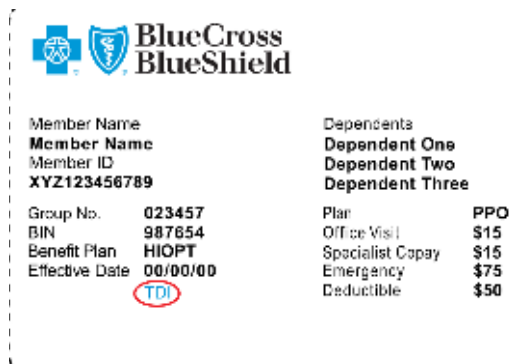 BlueCross
BlueShield
Member Name
Member Name
Member ID
XYZ123456789
Group No. 023457
BIN 987654
Benefit Plan HIOPT
Effective Date 00/00/00
TDI
Dependents
Dependent One
Dependent Two
Dependent Three
Plan PPO
Office Visit $15
Specialist Copay $15
Emergency $75
Deductible $50